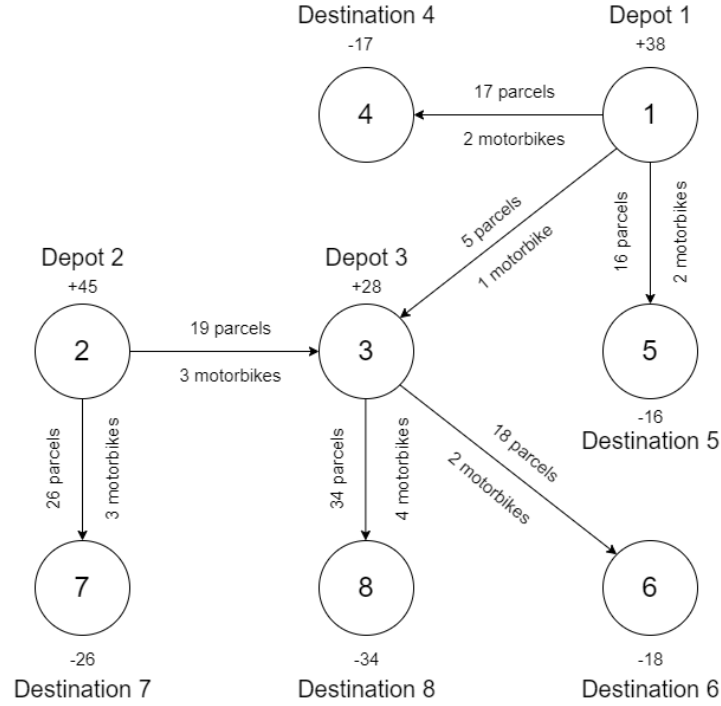 Destination 4
-17
Depot 1
+38
17 parcels
4
1
2 motorbikes
5 parcels
1 motorbike
16 parcels
2 motorbikes
Depot 2
+45
Depot 3
+28
19 parcels
2
3
5
3 motorbikes
-16
Destination 5
26 parcels
3 motorbikes
34 parcels
4 motorbikes
18 parcels
2 motorbikes
7
8
6
-26
Destination 7
-34
Destination 8
-18
Destination 6